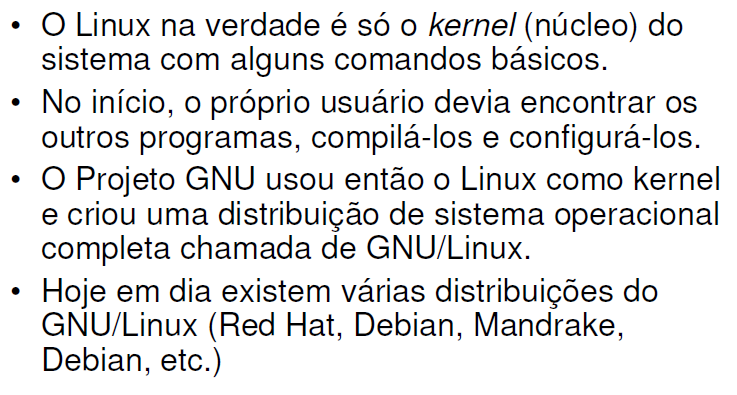 • O Linux na verdade é só o kernel (núcleo) do
sistema com alguns comandos básicos.
• No início, o próprio usuário devia encontrar os
outros programas, compilá-los e configurá-los.
• O Projeto GNU usou então o Linux como kernel
e criou uma distribuição de sistema operacional
completa chamada de GNU/Linux.
• Hoje em dia existem várias distribuições do
GNU/Linux (Red Hat, Debian, Mandrake,
Debian, etc.)